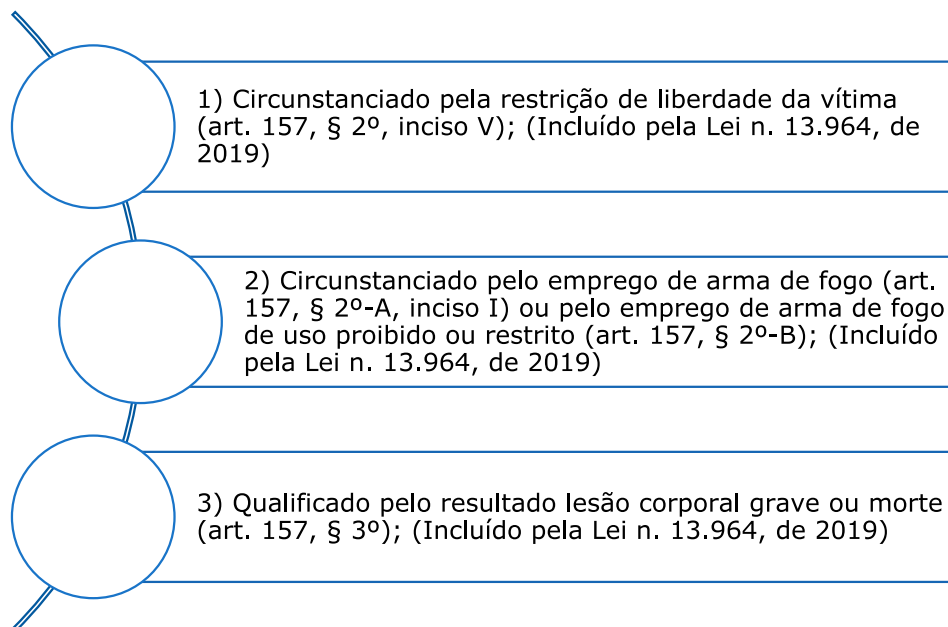 1) Circunstanciado pela restrição de liberdade da vítima
(art. 157, § 2º, inciso V); (Incluído pela Lei n. 13.964, de
2019)
2) Circunstanciado pelo emprego de arma de fogo (art.
157, § 2º-A, inciso I) ou pelo emprego de arma de fogo
de uso proibido ou restrito (art. 157, § 2º-B); (Incluído
pela Lei n. 13.964, de 2019)
3) Qualificado pelo resultado lesão corporal grave ou morte
(art. 157, § 3º); (Incluído pela Lei n. 13.964, de 2019)